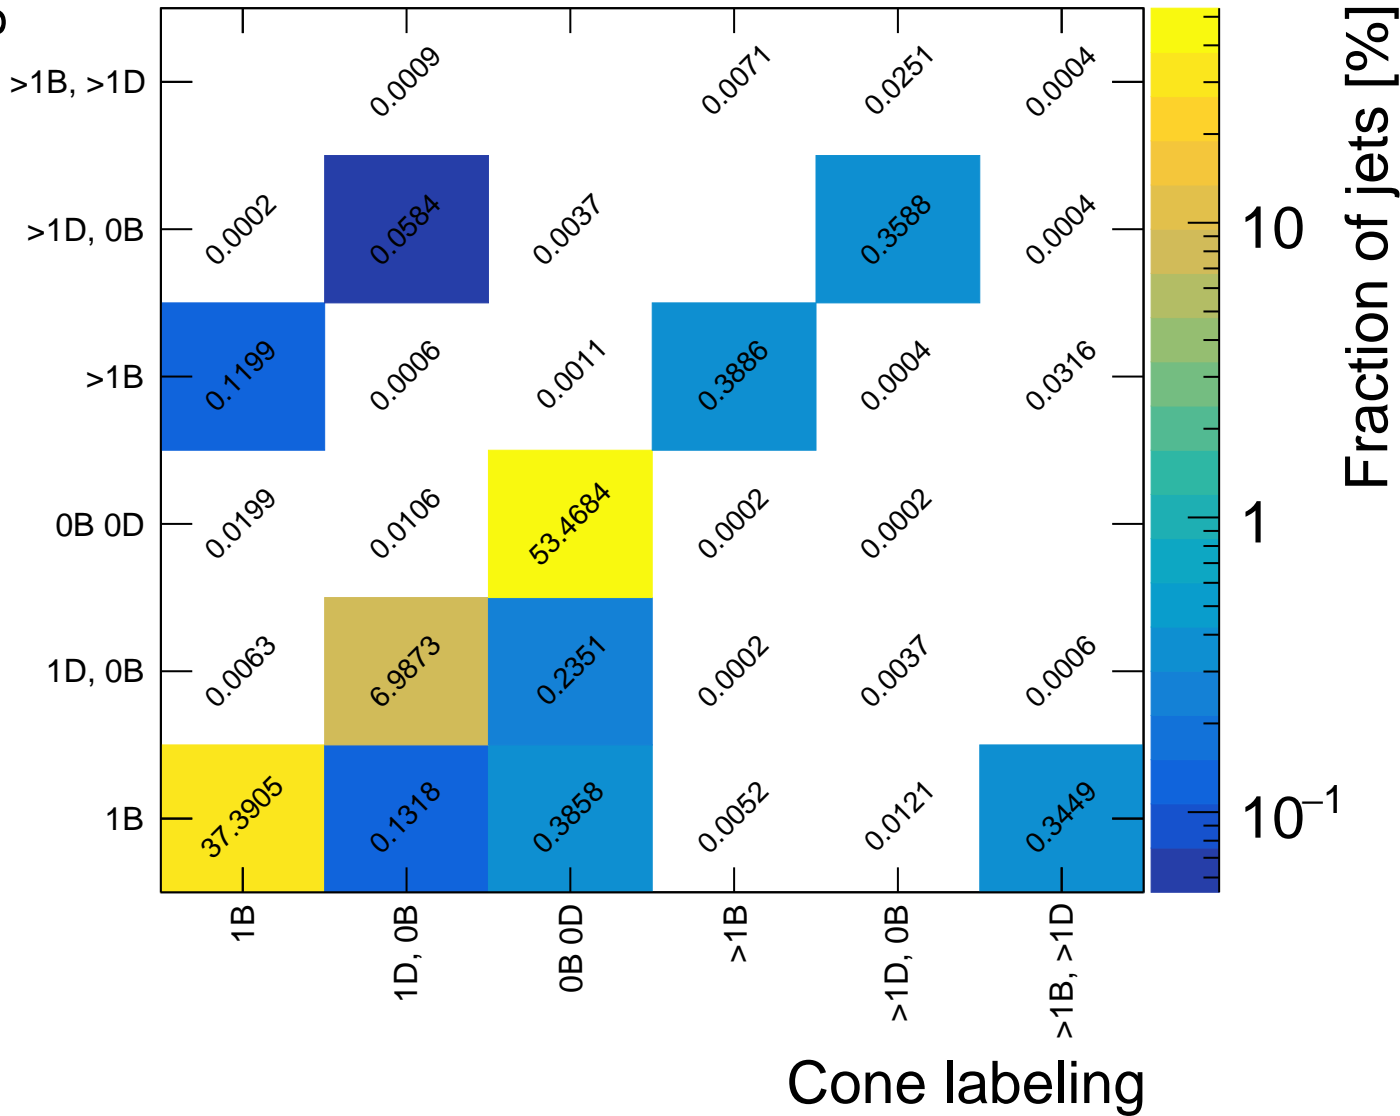 >1B, >1D 0.0009 0.0071 0.0251 0.0004
>1D, 0B 0.0002 0.0584 0.0037 0.3588 0.0004
>1B 0.1199 0.0006 0.0011 0.3886 0.0004 0.0316
0B 0D 0.0199 0.0106 53.4684 0.0002 0.0002
1D, 0B 0.0063 6.9873 0.2351 0.0002 0.0037 0.0006
1B 37.3905 0.1318 0.3858 0.0052 0.0121 0.3449
1B 1D, 0B 0B 0D >1B >1D, 0B >1B, >1D
Cone labeling
10
1
10⁻¹
Fraction of jets [%]